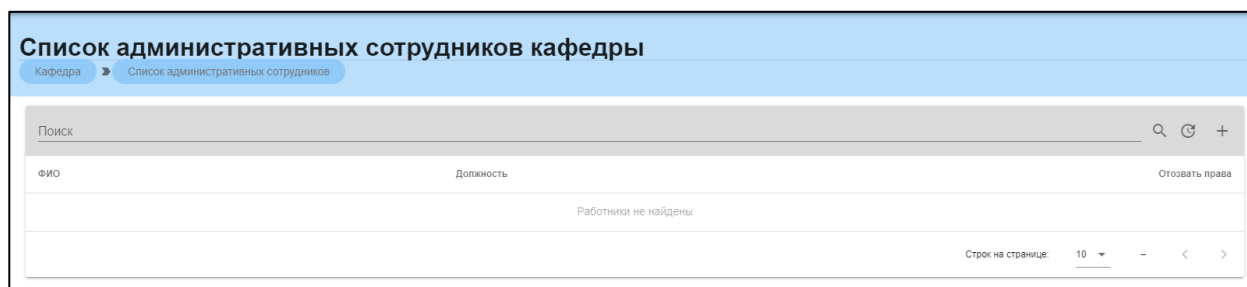 Список административных сотрудников кафедры
Кафедра Список административных сотрудников
Поиск
ФИО Должность Отозвать права
Работники не найдены
Строк на странице: 10 –